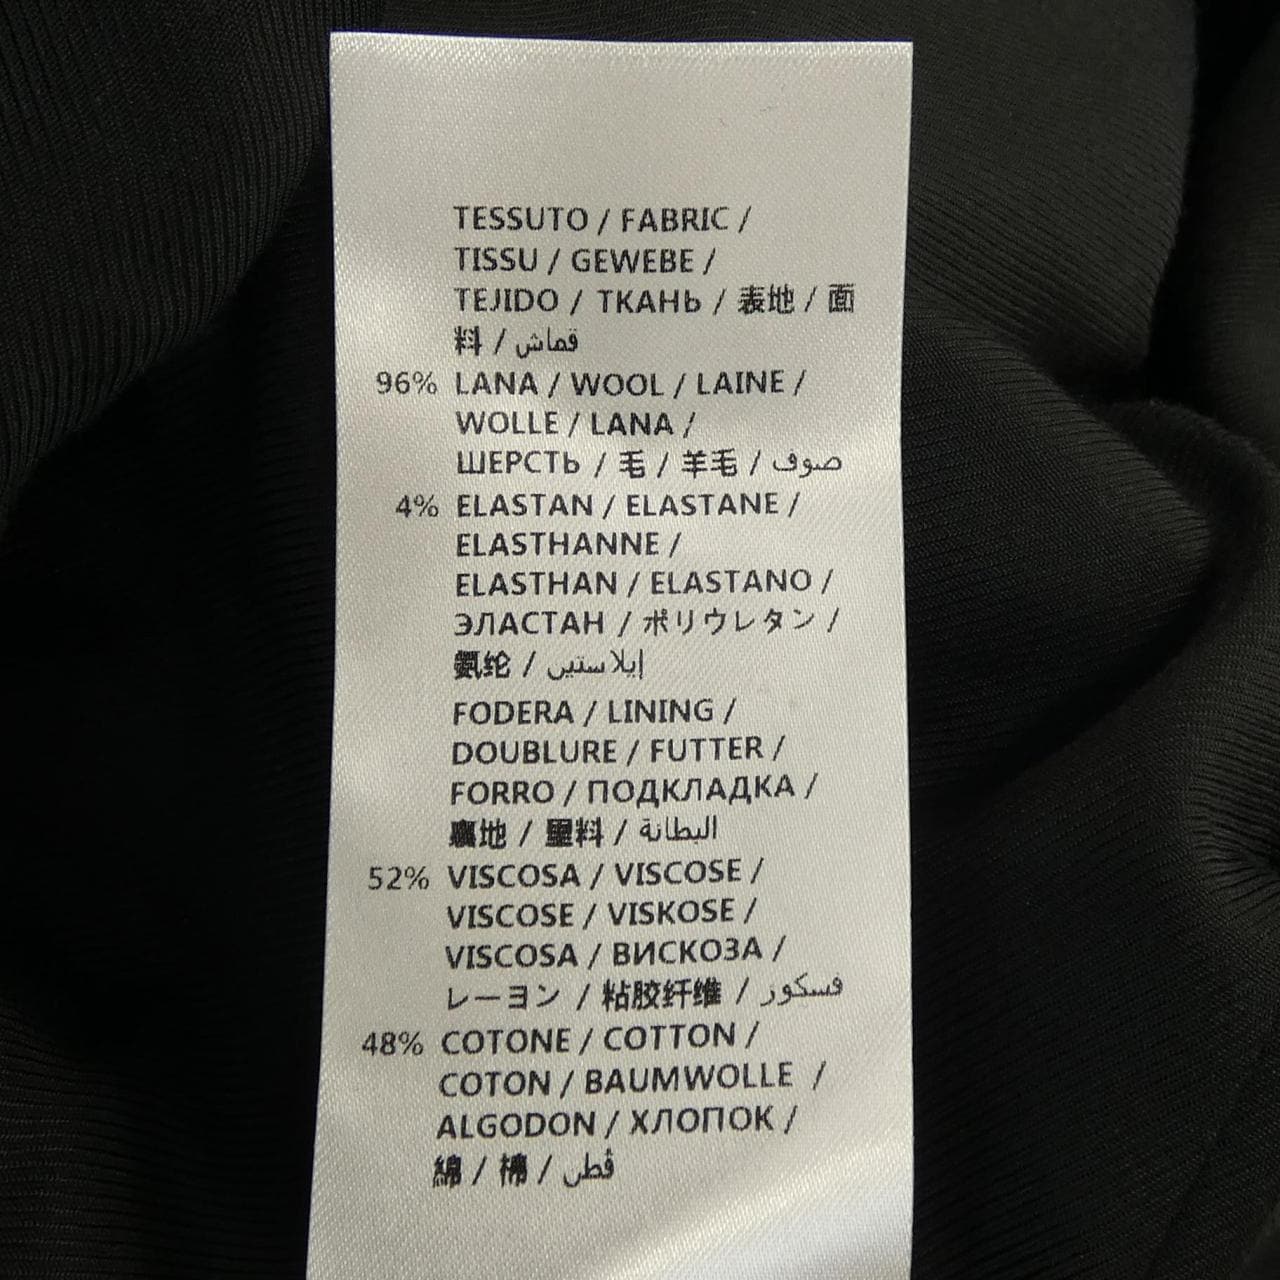 TESSUTO / FABRIC /
TISSU / GEWEBE /
TEJIDO / ТКАНЬ / 表地 / 面
料 / قماش
96% LANA / WOOL / LAINE /
WOLLE / LANA /
ШЕРСТЬ / 毛 / 羊毛 / صوف
4% ELASTAN / ELASTANE /
ELASTHANNE /
ELASTHAN / ELASTANO /
ЭЛАСТАН / ポリウレタン /
氨纶 / إيلاستين
FODERA / LINING /
DOUBLURE / FUTTER /
FORRO / ПОДКЛАДКА /
裏地 / 里料 / البطانة
52% VISCOSA / VISCOSE /
VISCOSE / VISKOSE /
VISCOSA / ВИСКОЗА /
レーヨン / 粘胶纤维 / فسكوز
48% COTONE / COTTON /
COTON / BAUMWOLLE /
ALGODON / ХЛОПОК /
綿 / 棉 / قطن